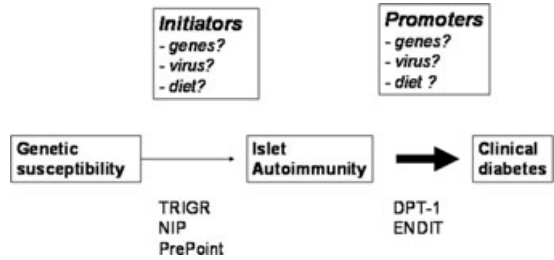 Initiators
- genes?
- virus?
- diet?
Promoters
- genes?
- virus?
- diet ?
Genetic
susceptibility
Islet
Autoimmunity
Clinical
diabetes
TRIGR
NIP
PrePoint
DPT-1
ENDIT